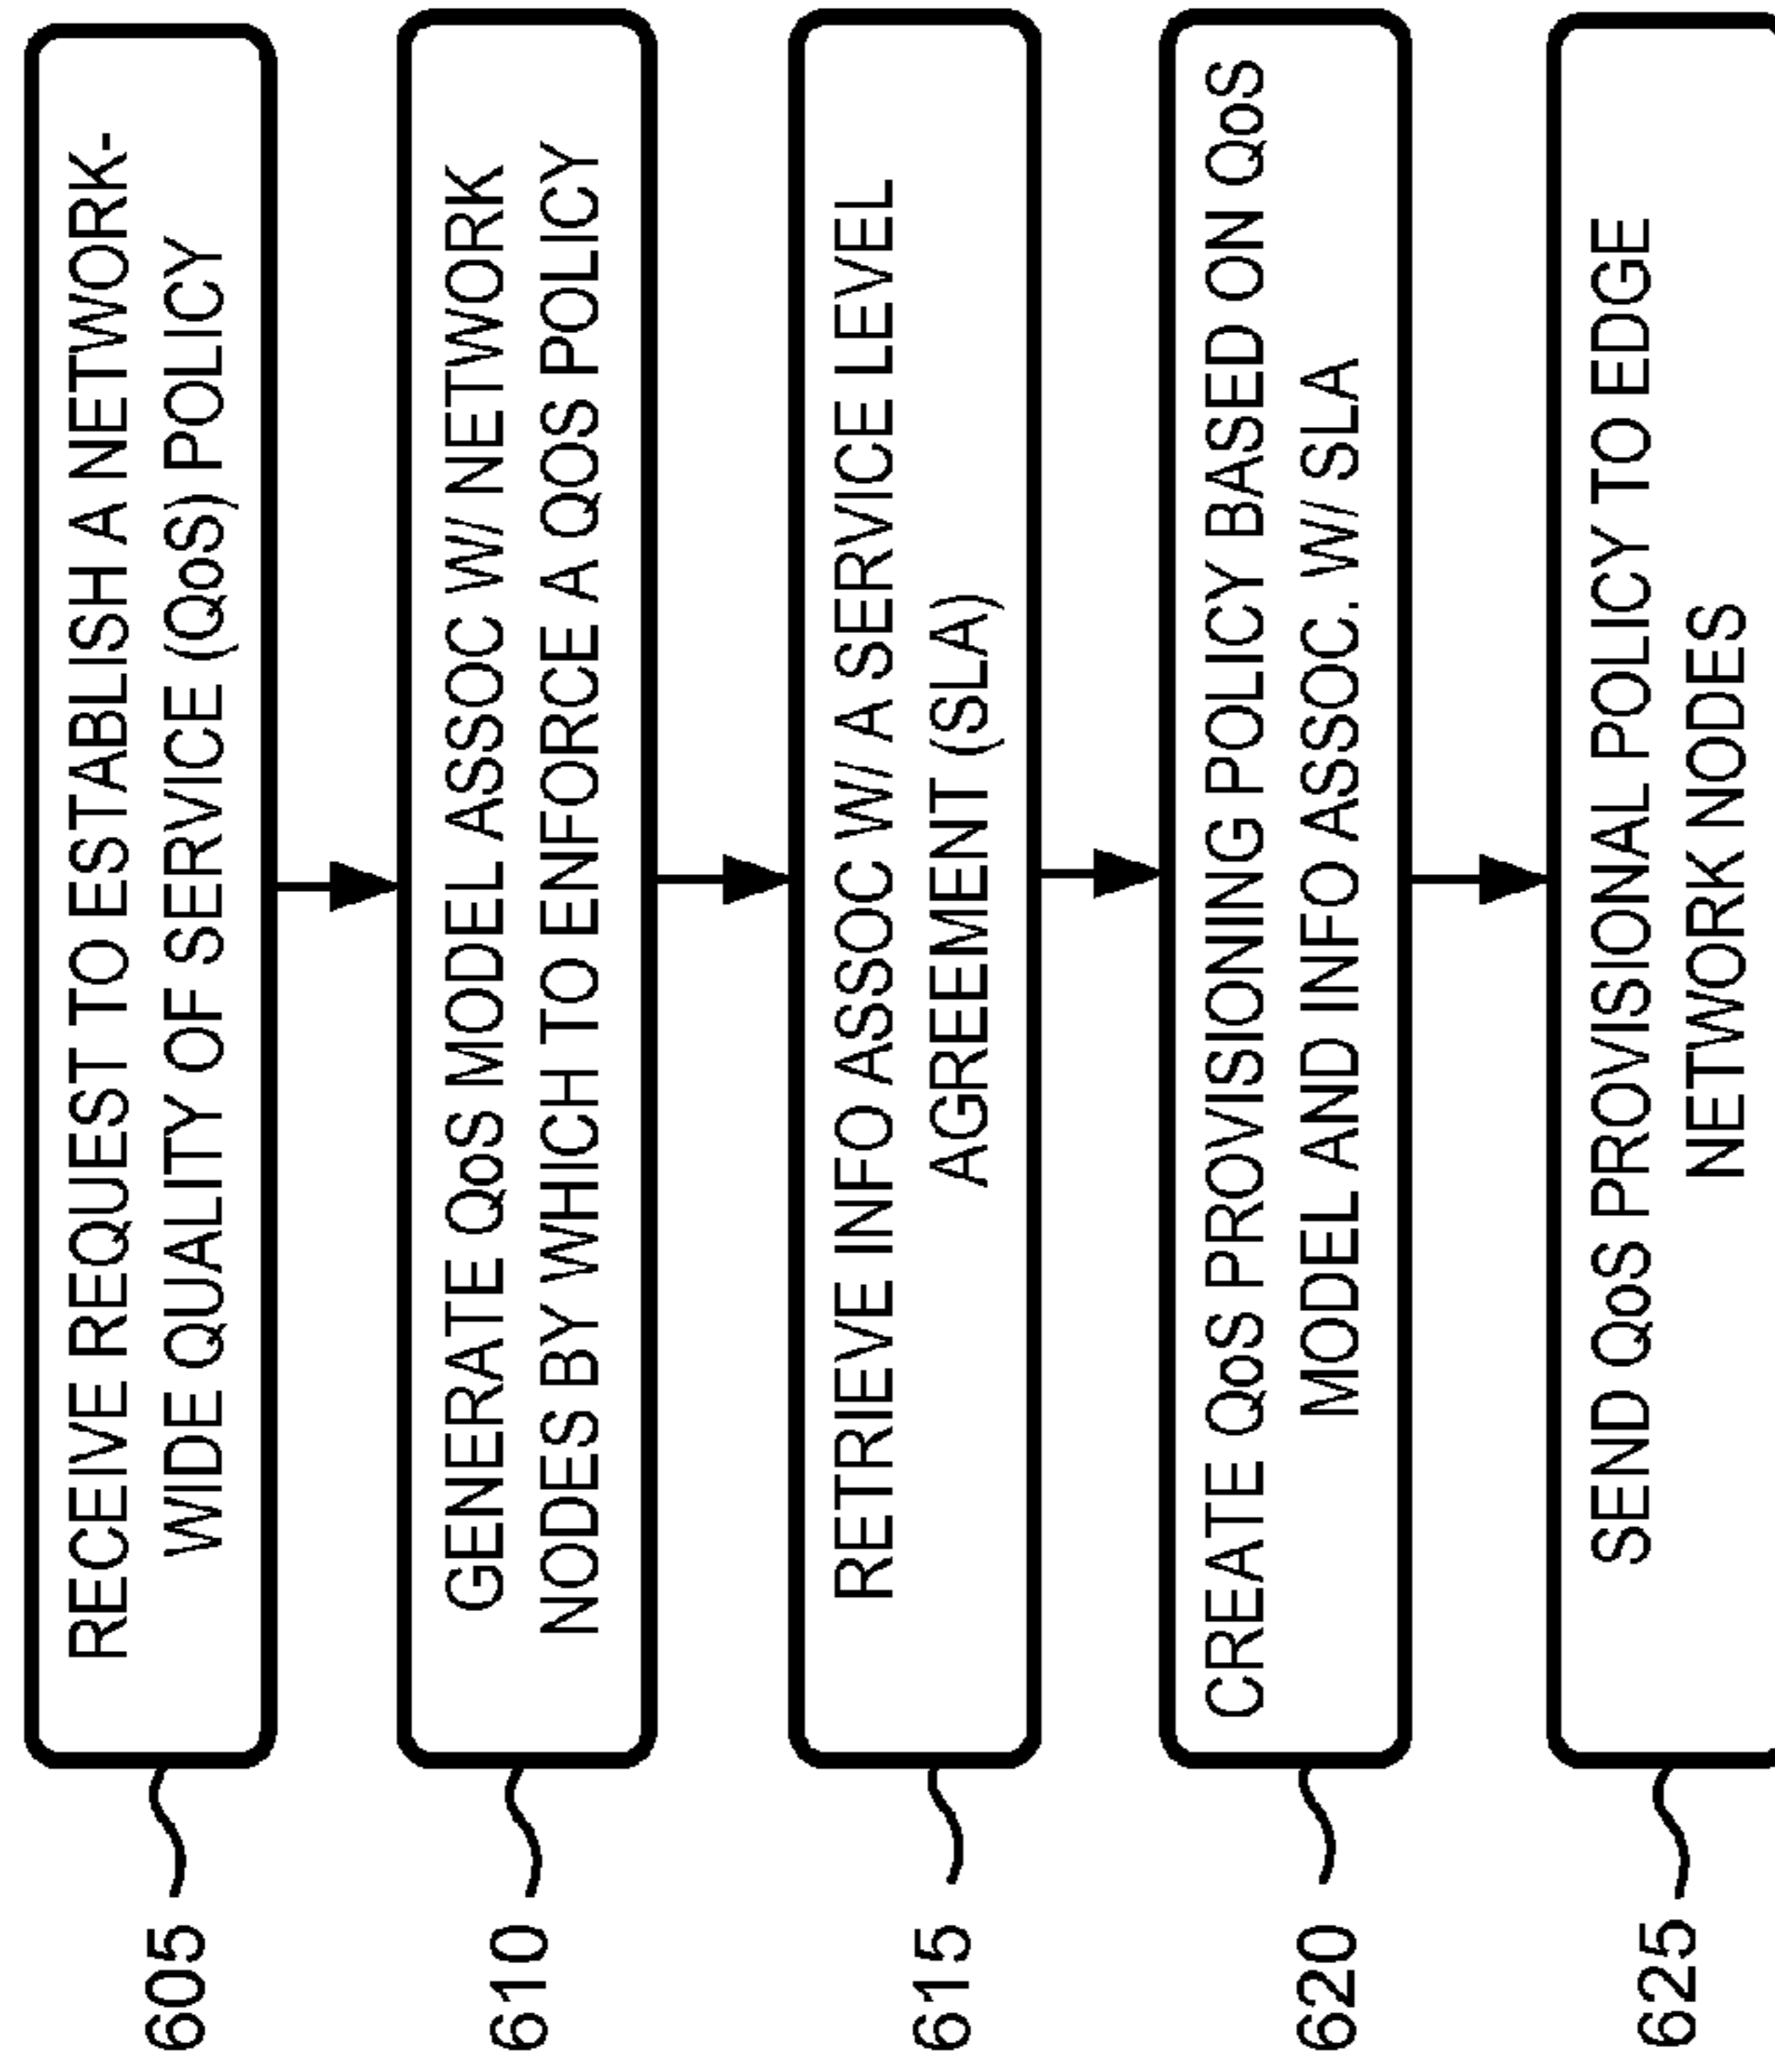 605
RECEIVE REQUEST TO ESTABLISH A NETWORK-
WIDE QUALITY OF SERVICE (QoS) POLICY
610
GENERATE QoS MODEL ASSOC W/ NETWORK
NODES BY WHICH TO ENFORCE A QOS POLICY
615
RETRIEVE INFO ASSOC W/ A SERVICE LEVEL
AGREEMENT (SLA)
620
CREATE QoS PROVISIONING POLICY BASED ON QoS
MODEL AND INFO ASSOC. W/ SLA
625
SEND QoS PROVISIONAL POLICY TO EDGE
NETWORK NODES